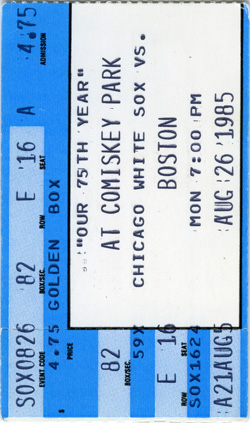 SOX0826 82 E '16 A 4.75
EVENT CODE BOX/SEC. ROW SEAT ADMISSION
$ 4.75 GOLDEN BOX
PRICE
"OUR 75TH YEAR"
AT COMISKEY PARK
CHICAGO WHITE SOX VS.
BOSTON
MON 7:00 PM
AUG 26 1985
82
BOX/SEC.
59X
E 16
ROW SEAT
SOX1624
A21AUG5